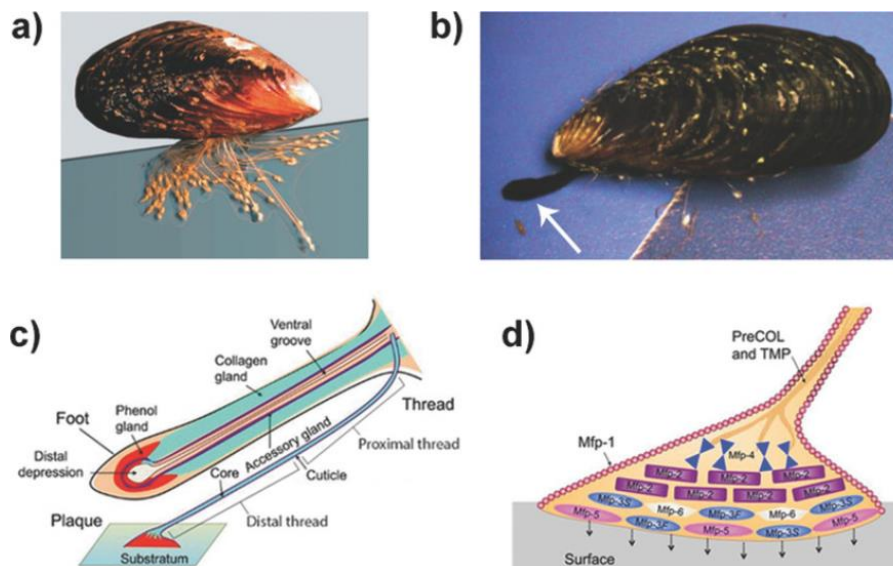 a)
b)
c)
Ventral
groove
Collagen
gland
Phenol
gland
Foot
Thread
Distal
depression
Accessory gland
Proximal thread
Core
Cuticle
Plaque
Distal thread
Substratum
d)
PreCOL
and TMP
Mfp-1
Mfp-4
Mfp-2 Mfp-2 Mfp-2
Mfp-2 Mfp-2 Mfp-2 Mfp-2
Mfp-3S Mfp-6 Mfp-3F Mfp-6 Mfp-3S
Mfp-5 Mfp-3F Mfp-5 Mfp-3S Mfp-5
Surface